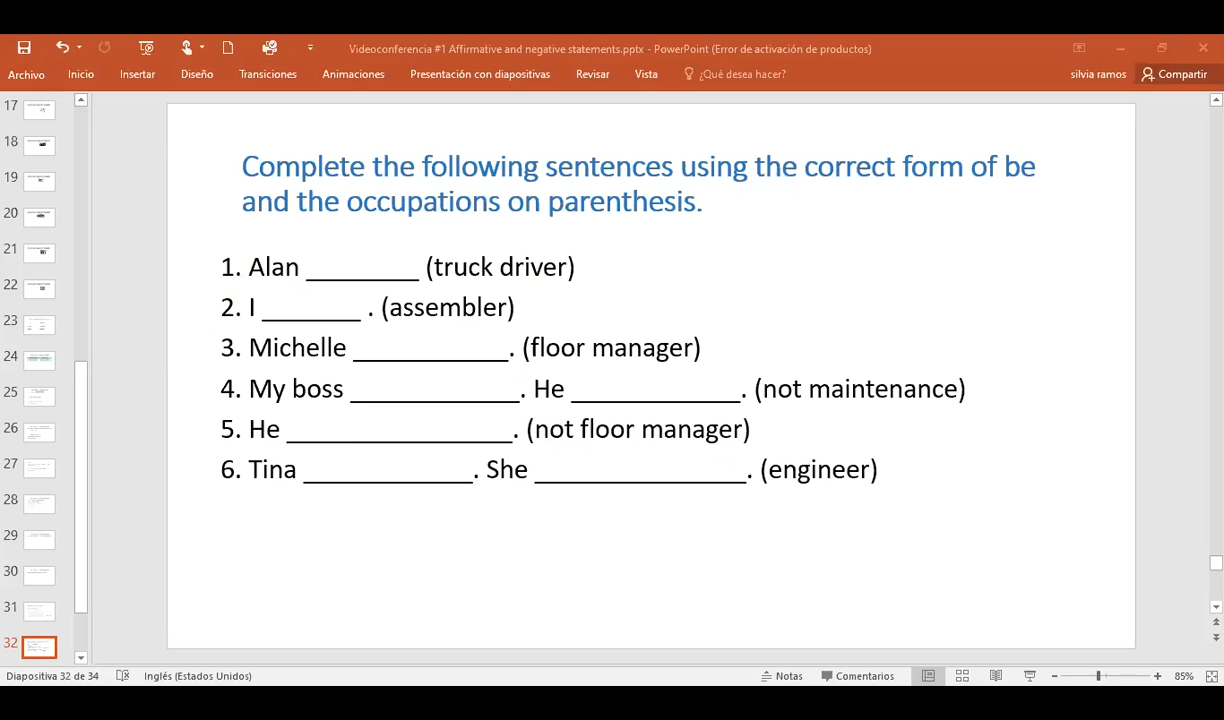 Videoconferencia #1 Affirmative and negative statements.pptx - PowerPoint (Error de activación de productos)
Archivo Inicio Insertar Diseño Transiciones Animaciones Presentación con diapositivas Revisar Vista ¿Qué desea hacer? silvia ramos Compartir
17
18
19
20
21
22
23
24
25
26
27
28
29
30
31
32
Complete the following sentences using the correct form of be
and the occupations on parenthesis.
1. Alan ________ (truck driver)
2. I _______ . (assembler)
3. Michelle ___________. (floor manager)
4. My boss ____________. He ____________. (not maintenance)
5. He ________________. (not floor manager)
6. Tina ____________. She _______________. (engineer)
Diapositiva 32 de 34 Inglés (Estados Unidos) Notas Comentarios 85%